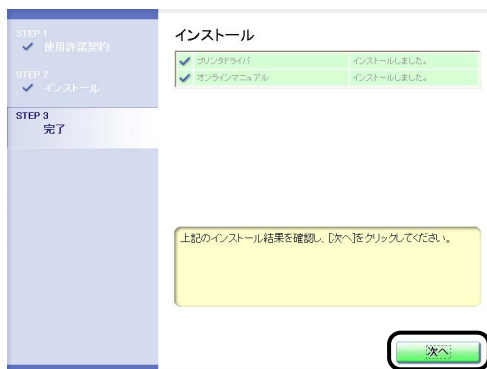 STEP 1
使用許諾契約
STEP 2
インストール
STEP 3
完了
インストール
プリンタドライバ インストールしました。
オンラインマニュアル インストールしました。
上記のインストール結果を確認し、[次へ]をクリックしてください。
次へ